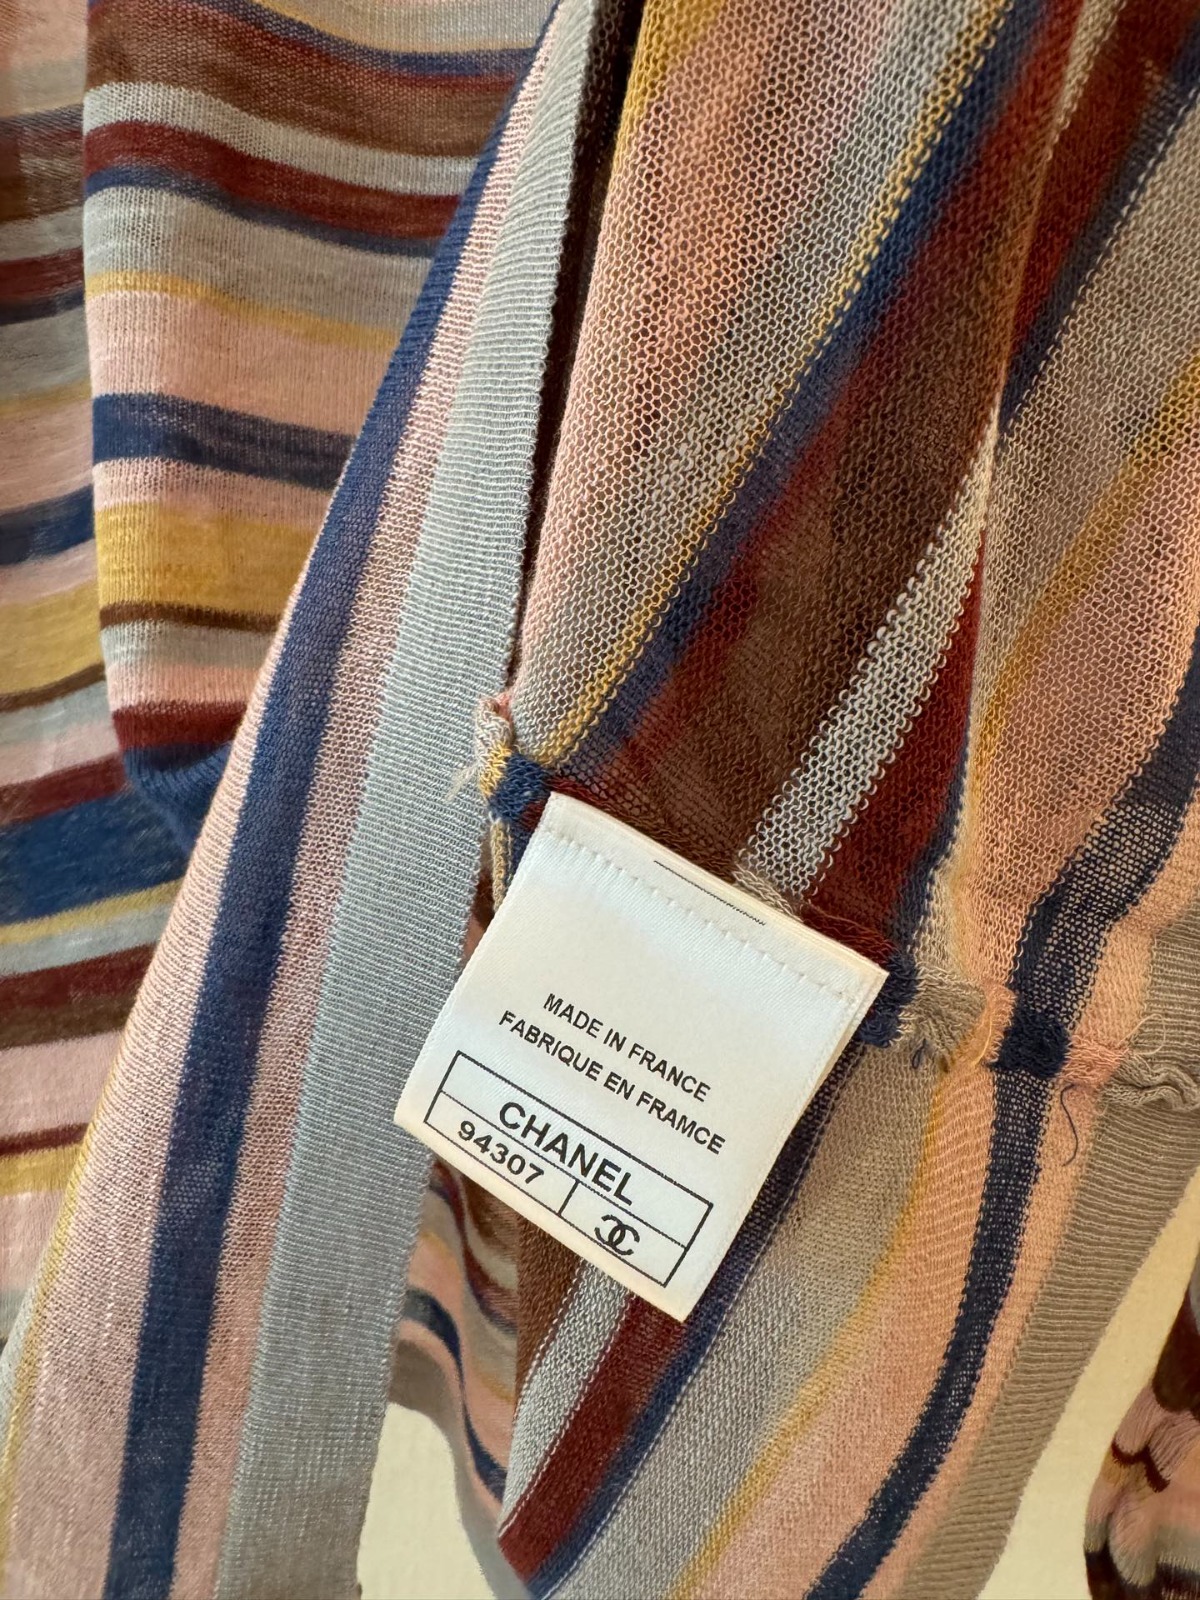 MADE IN FRANCE
FABRIQUE EN FRAMCE
CHANEL
94307